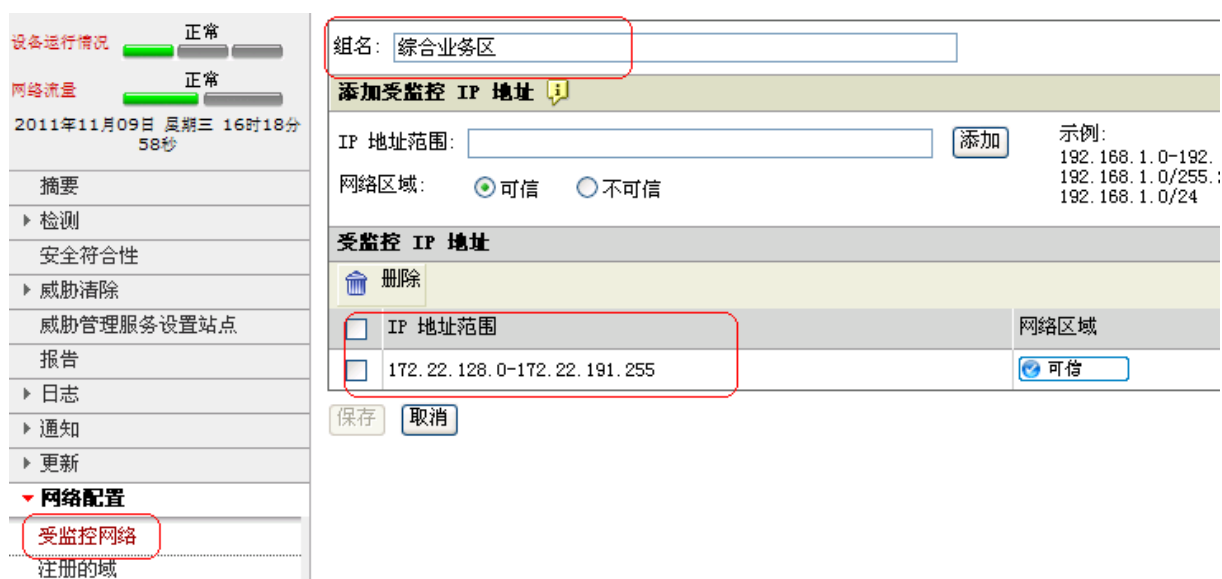 设备运行情况 正常
网络流量 正常
2011年11月09日 星期三 16时18分
58秒
摘要
检测
安全符合性
威胁清除
威胁管理服务设置站点
报告
日志
通知
更新
网络配置
受监控网络
注册的域
组名: 综合业务区
添加受监控 IP 地址
IP 地址范围: 添加
网络区域: 可信 不可信
示例:
192.168.1.0-192.
192.168.1.0/255.
192.168.1.0/24
受监控 IP 地址
删除
IP 地址范围 网络区域
172.22.128.0-172.22.191.255 可信
保存 取消